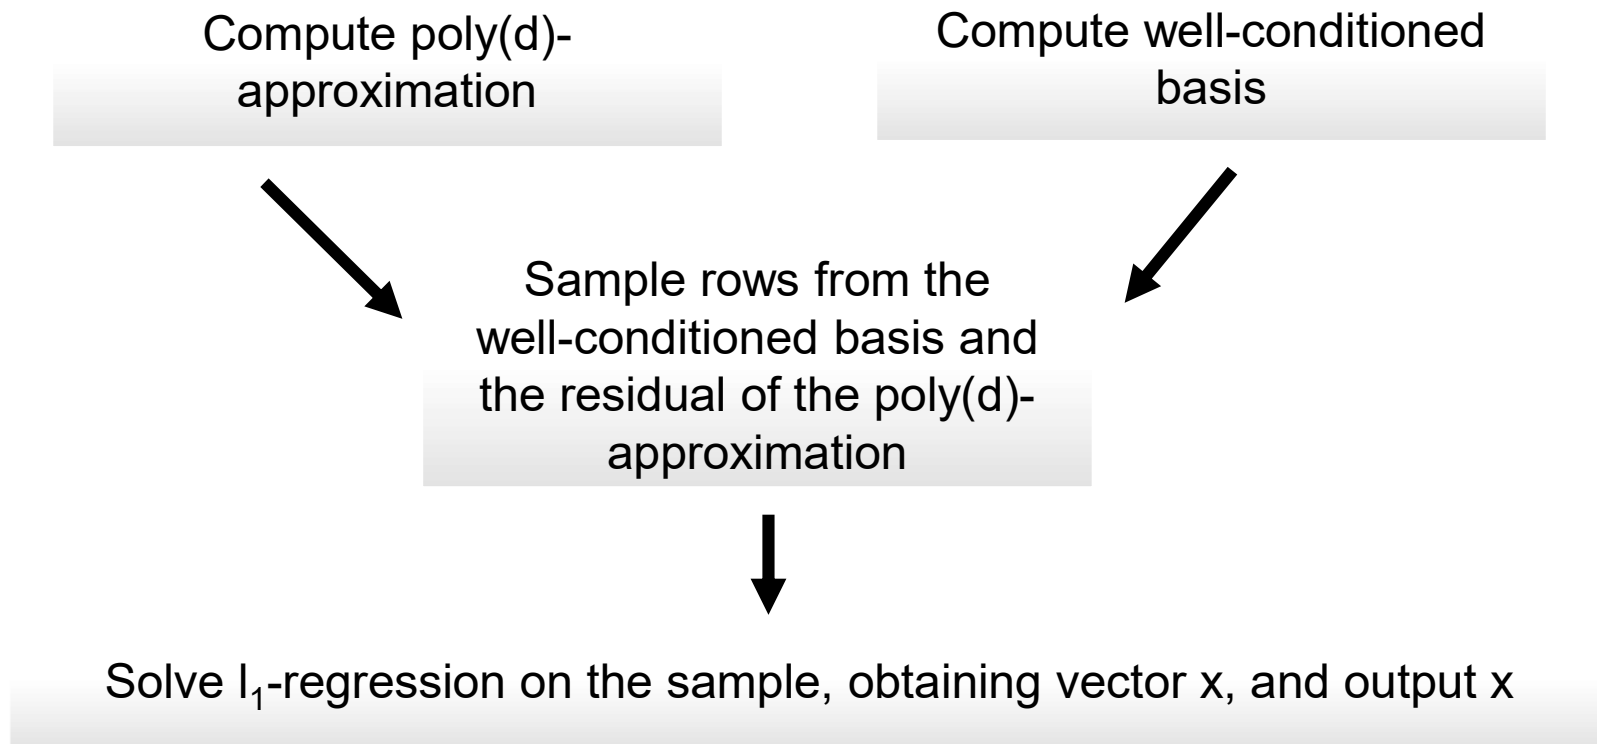 Compute poly(d)-
approximation
Compute well-conditioned
basis
Sample rows from the
well-conditioned basis and
the residual of the poly(d)-
approximation
Solve l₁-regression on the sample, obtaining vector x, and output x